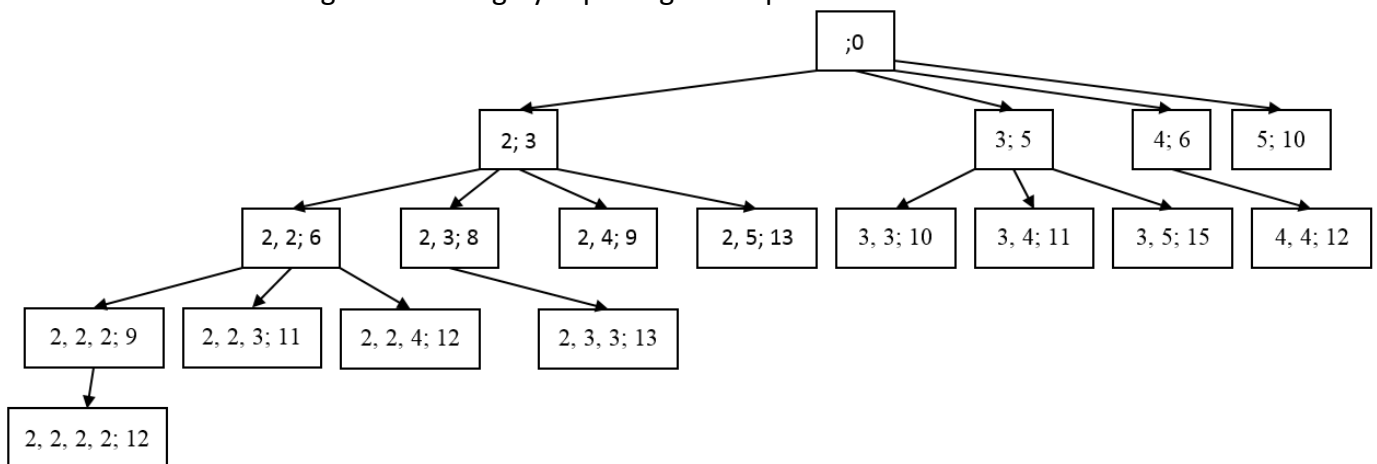 ;0
2; 3
3; 5
4; 6
5; 10
2, 2; 6
2, 3; 8
2, 4; 9
2, 5; 13
3, 3; 10
3, 4; 11
3, 5; 15
4, 4; 12
2, 2, 2; 9
2, 2, 3; 11
2, 2, 4; 12
2, 3, 3; 13
2, 2, 2, 2; 12